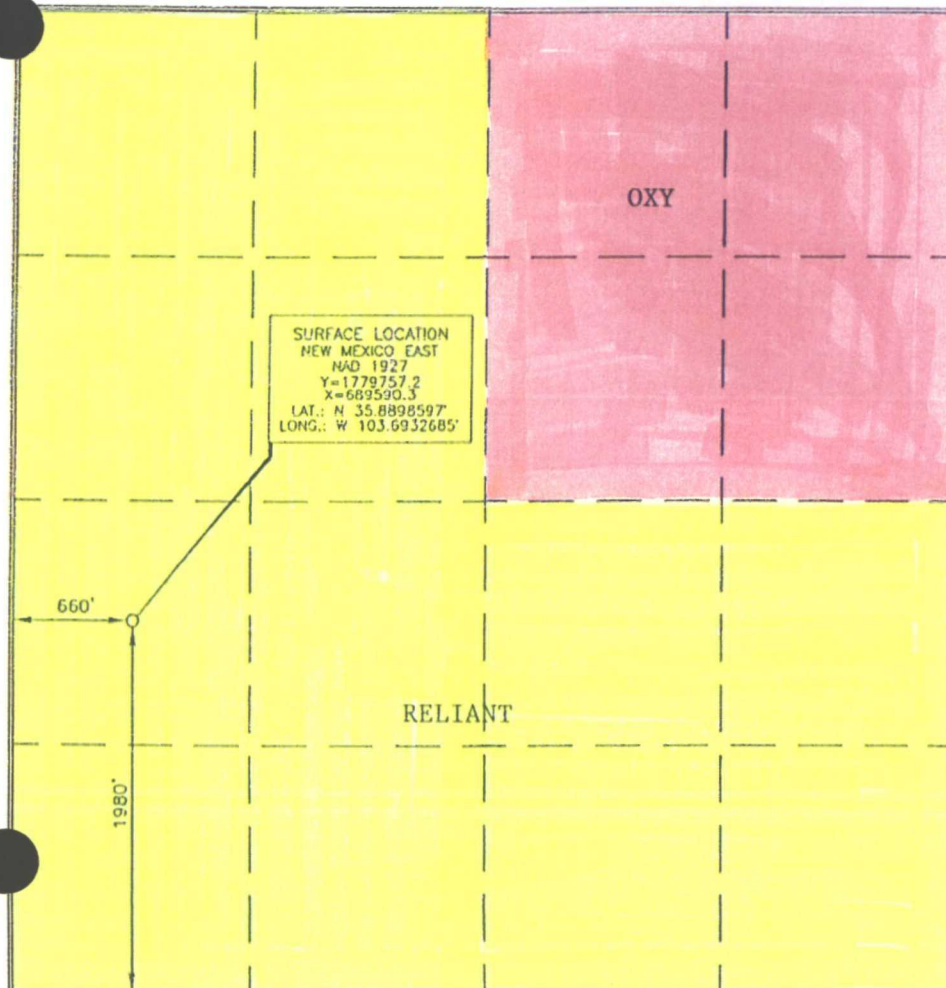 OXY
SURFACE LOCATION
NEW MEXICO EAST
NAD 1927
Y=1779757.2
X=689590.3
LAT.: N 35.8898597°
LONG.: W 103.6932685°
660'
RELIANT
1980'